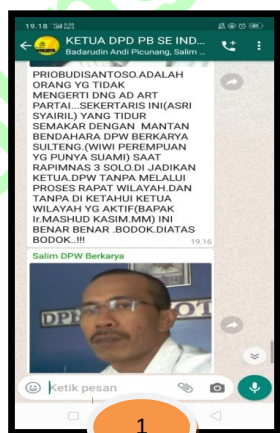 19.18
KETUA DPD PB SE IND...
Badarudin Andi Picunang, Salim ...
PRIOBUDISANTOSO.ADALAH
ORANG YG TIDAK
MENGERTI DNG AD ART
PARTAI...SEKERTARIS INI(ASRI
SYAIRIL) YANG TIDUR
SEMAKAR DENGAN MANTAN
BENDAHARA DPW BERKARYA
SULTENG.(WIWI PEREMPUAN
YG PUNYA SUAMI) SAAT
RAPIMNAS 3 SOLO.DI JADIKAN
KETUA.DPW TANPA MELALUI
PROSES RAPAT WILAYAH.DAN
TANPA DI KETAHUI KETUA
WILAYAH YG AKTIF(BAPAK
Ir.MASHUD KASIM.MM) INI
BENAR BENAR .BODOK.DIATAS
BODOK..!!!
19.16
Salim DPW Berkarya
DPD
OT
Ketik pesan
1